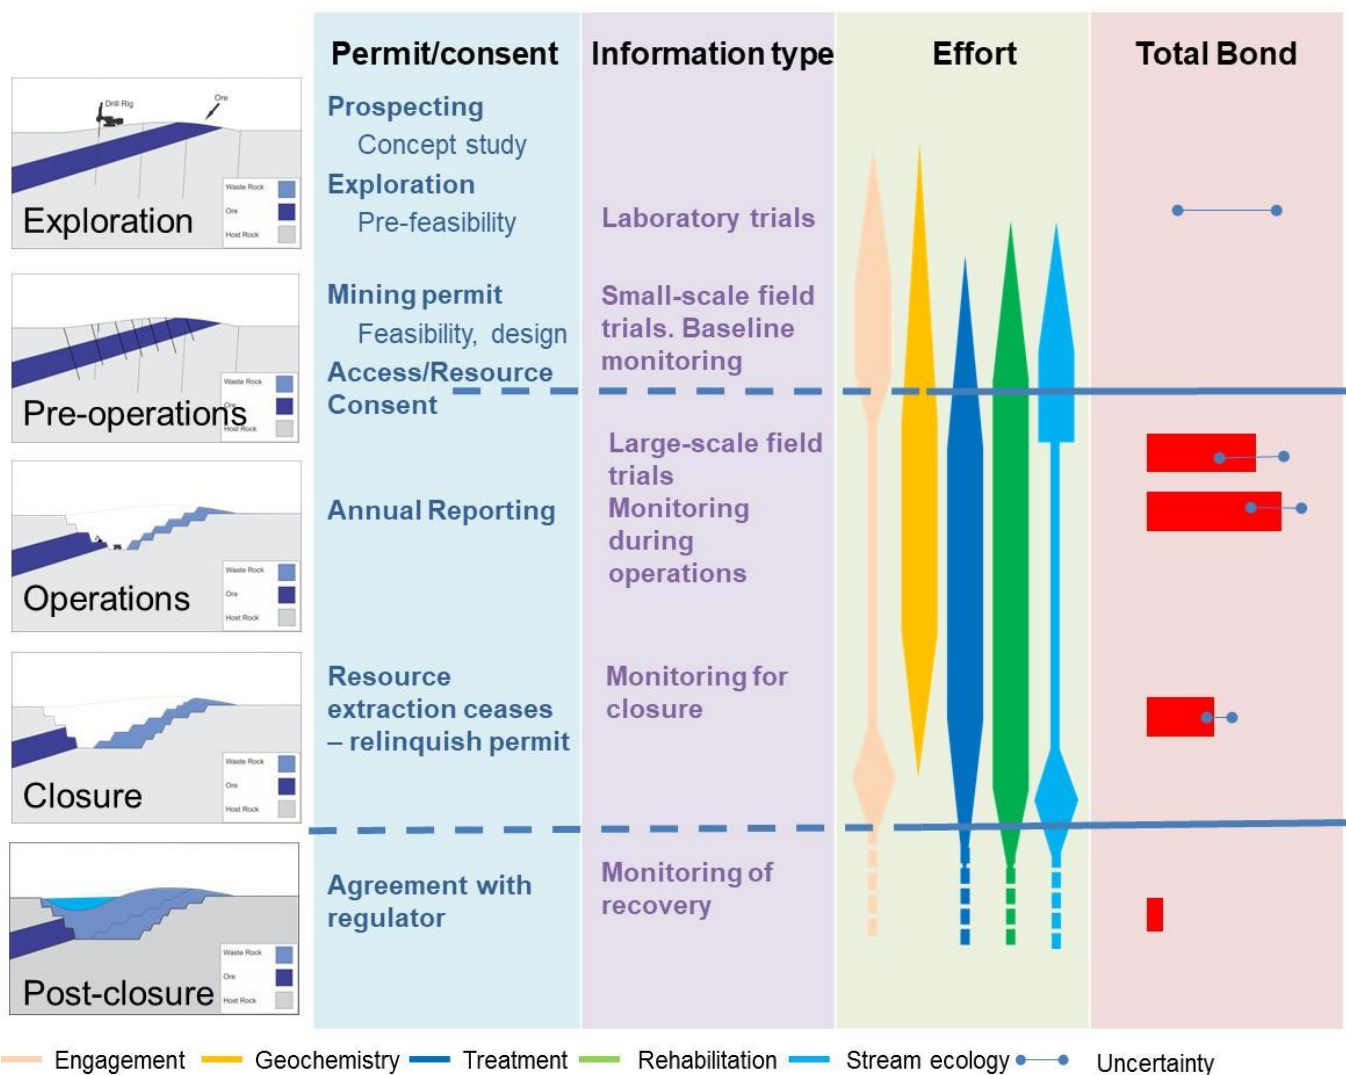 Permit/consent
Information type
Effort
Total Bond
Drill Rig
Ore
Waste Rock
Ore
Host Rock
Exploration
Prospecting
Concept study
Exploration
Pre-feasibility
Laboratory trials
Waste Rock
Ore
Host Rock
Pre-operations
Mining permit
Feasibility, design
Access/Resource
Consent
Small-scale field
trials. Baseline
monitoring
Waste Rock
Ore
Host Rock
Operations
Annual Reporting
Large-scale field
trials
Monitoring
during
operations
Waste Rock
Ore
Host Rock
Closure
Resource
extraction ceases
– relinquish permit
Monitoring for
closure
Waste Rock
Ore
Host Rock
Post-closure
Agreement with
regulator
Monitoring of
recovery
Engagement
Geochemistry
Treatment
Rehabilitation
Stream ecology
Uncertainty